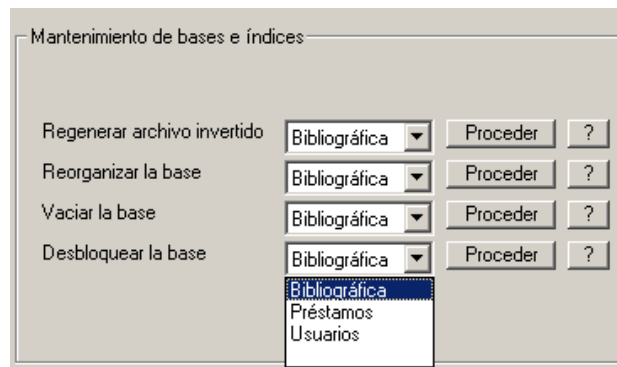 Mantenimiento de bases e índices
Regenerar archivo invertido Bibliográfica Proceder ?
Reorganizar la base Bibliográfica Proceder ?
Vaciar la base Bibliográfica Proceder ?
Desbloquear la base Bibliográfica Proceder ?
Bibliográfica
Préstamos
Usuarios